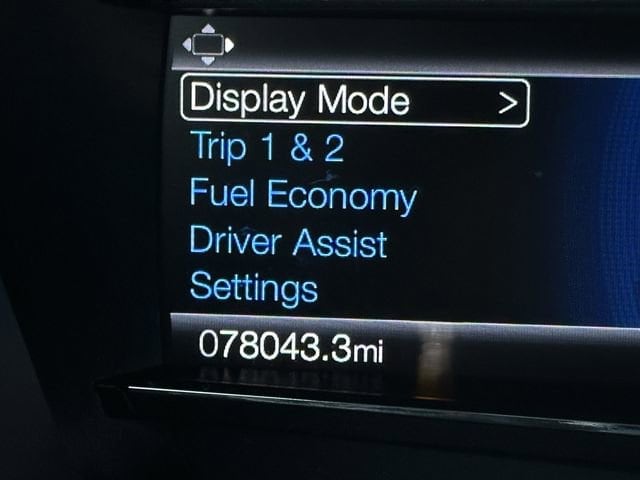 Display Mode >
Trip 1 & 2
Fuel Economy
Driver Assist
Settings
078043.3mi